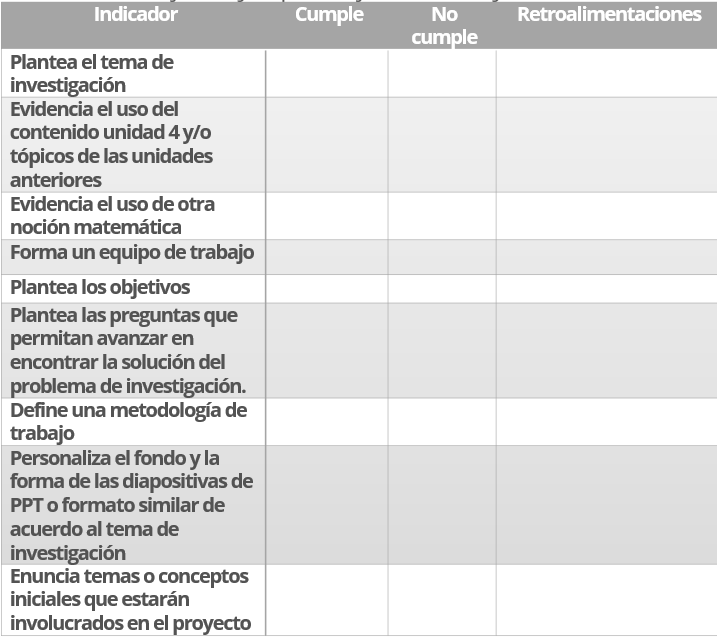 Indicador Cumple No cumple Retroalimentaciones
Plantea el tema de
investigación
Evidencia el uso del
contenido unidad 4 y/o
tópicos de las unidades
anteriores
Evidencia el uso de otra
noción matemática
Forma un equipo de trabajo
Plantea los objetivos
Plantea las preguntas que
permitan avanzar en
encontrar la solución del
problema de investigación.
Define una metodología de
trabajo
Personaliza el fondo y la
forma de las diapositivas de
PPT o formato similar de
acuerdo al tema de
investigación
Enuncia temas o conceptos
iniciales que estarán
involucrados en el proyecto